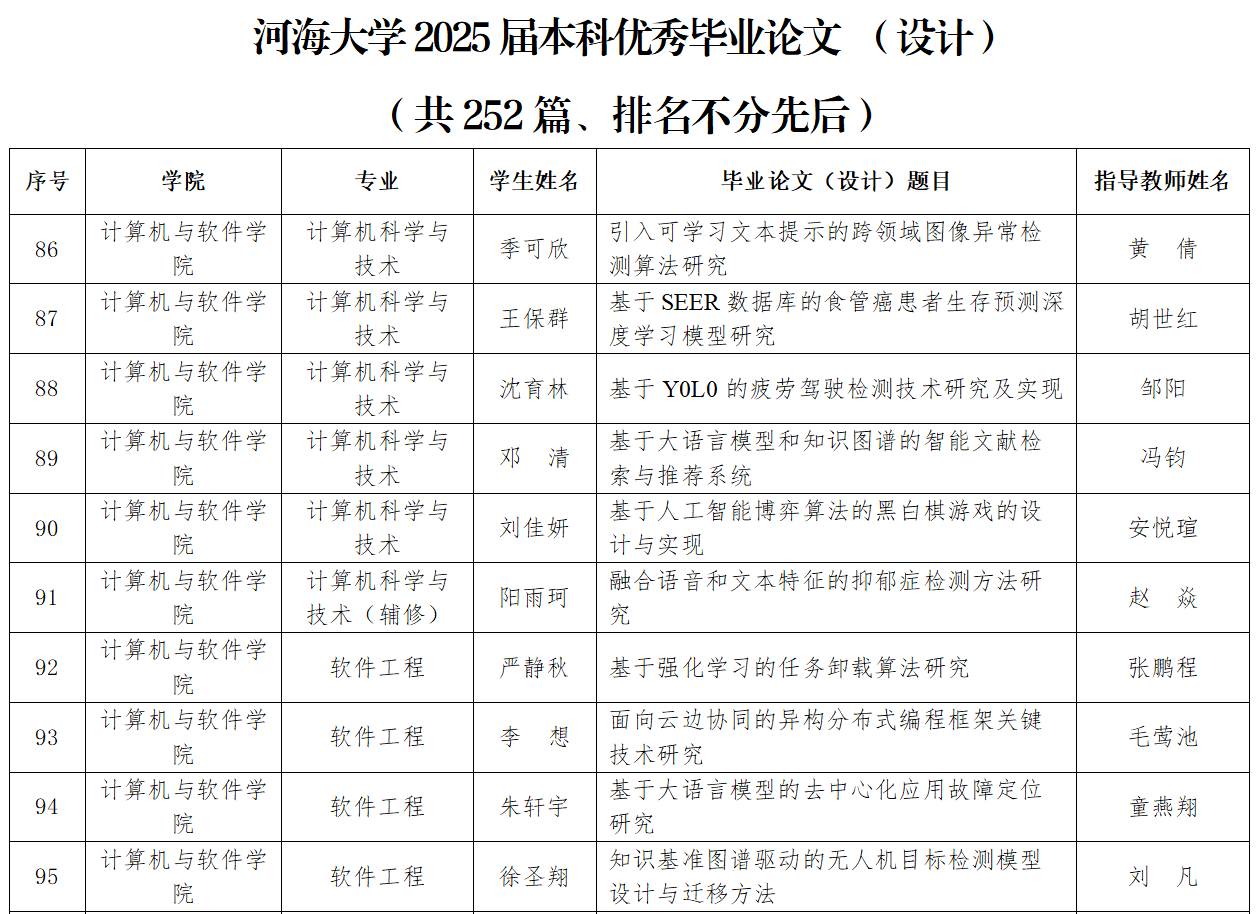 河海大学 2025 届本科优秀毕业论文 （设计）
（共 252 篇、排名不分先后）
序号 学院 专业 学生姓名 毕业论文（设计）题目 指导教师姓名
86 计算机与软件学院 计算机科学与技术 季可欣 引入可学习文本提示的跨领域图像异常检测算法研究 黄 倩
87 计算机与软件学院 计算机科学与技术 王保群 基于 SEER 数据库的食管癌患者生存预测深度学习模型研究 胡世红
88 计算机与软件学院 计算机科学与技术 沈育林 基于 Y0L0 的疲劳驾驶检测技术研究及实现 邹阳
89 计算机与软件学院 计算机科学与技术 邓 清 基于大语言模型和知识图谱的智能文献检索与推荐系统 冯钧
90 计算机与软件学院 计算机科学与技术 刘佳妍 基于人工智能博弈算法的黑白棋游戏的设计与实现 安悦瑄
91 计算机与软件学院 计算机科学与技术（辅修） 阳雨珂 融合语音和文本特征的抑郁症检测方法研究 赵 焱
92 计算机与软件学院 软件工程 严静秋 基于强化学习的任务卸载算法研究 张鹏程
93 计算机与软件学院 软件工程 李 想 面向云边协同的异构分布式编程框架关键技术研究 毛莺池
94 计算机与软件学院 软件工程 朱轩宇 基于大语言模型的去中心化应用故障定位研究 童燕翔
95 计算机与软件学院 软件工程 徐圣翔 知识基准图谱驱动的无人机目标检测模型设计与迁移方法 刘 凡